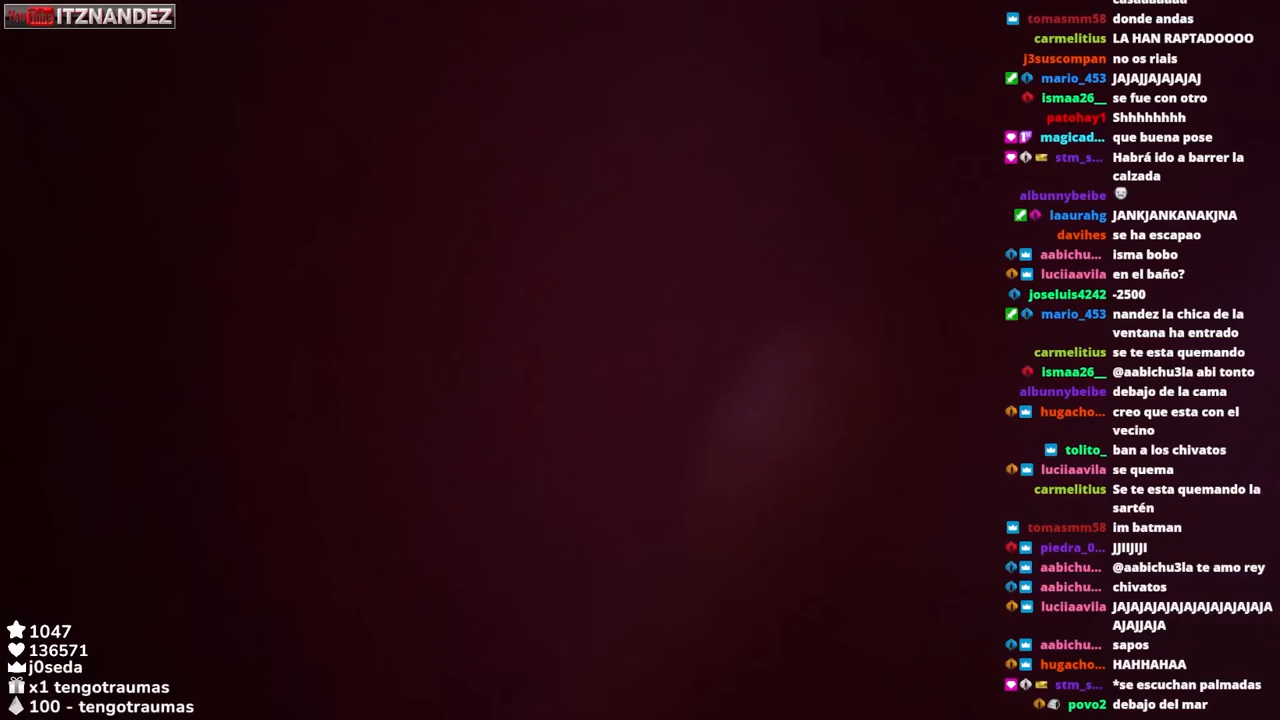 YouTube ITZNANDEZ
tomasmm58 donde andas
carmelitius LA HAN RAPTADOOOO
j3suscompan no os riais
mario_453 JAJAJJAJAJAJAJ
ismaa26__ se fue con otro
patohay1 Shhhhhhhh
magicad... que buena pose
stm_s... Habrá ido a barrer la
calzada
albunnybeibe
laaurahg JANKJANKANAKJNA
davihes se ha escapao
aabichu... isma bobo
luciiaavila en el baño?
joseluis4242 -2500
mario_453 nandez la chica de la
ventana ha entrado
carmelitius se te esta quemando
ismaa26__ @aabichu3la abi tonto
albunnybeibe debajo de la cama
hugacho... creo que esta con el
vecino
tolito_ ban a los chivatos
luciiaavila se quema
carmelitius Se te esta quemando la
sartén
tomasmm58 im batman
piedra_0... JJIIJIJI
aabichu... @aabichu3la te amo rey
aabichu... chivatos
luciiaavila JAJAJAJAJAJAJAJAJAJAJA
AJAJJAJA
aabichu... sapos
hugacho... HAHHAHAA
stm_s... *se escuchan palmadas
povo2 debajo del mar
1047
136571
j0seda
x1 tengotraumas
100 - tengotraumas